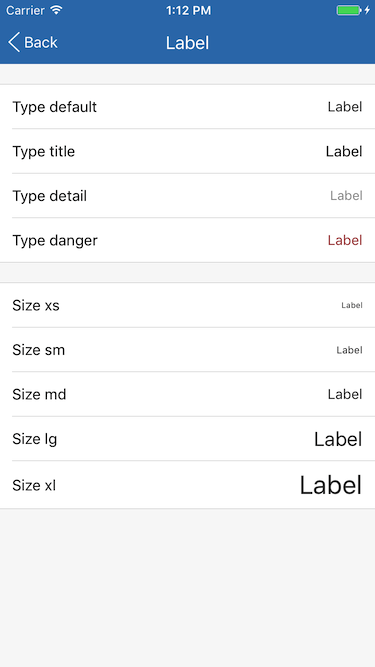 Carrier 1:12 PM
Back Label
Type default Label
Type title Label
Type detail Label
Type danger Label
Size xs Label
Size sm Label
Size md Label
Size lg Label
Size xl Label